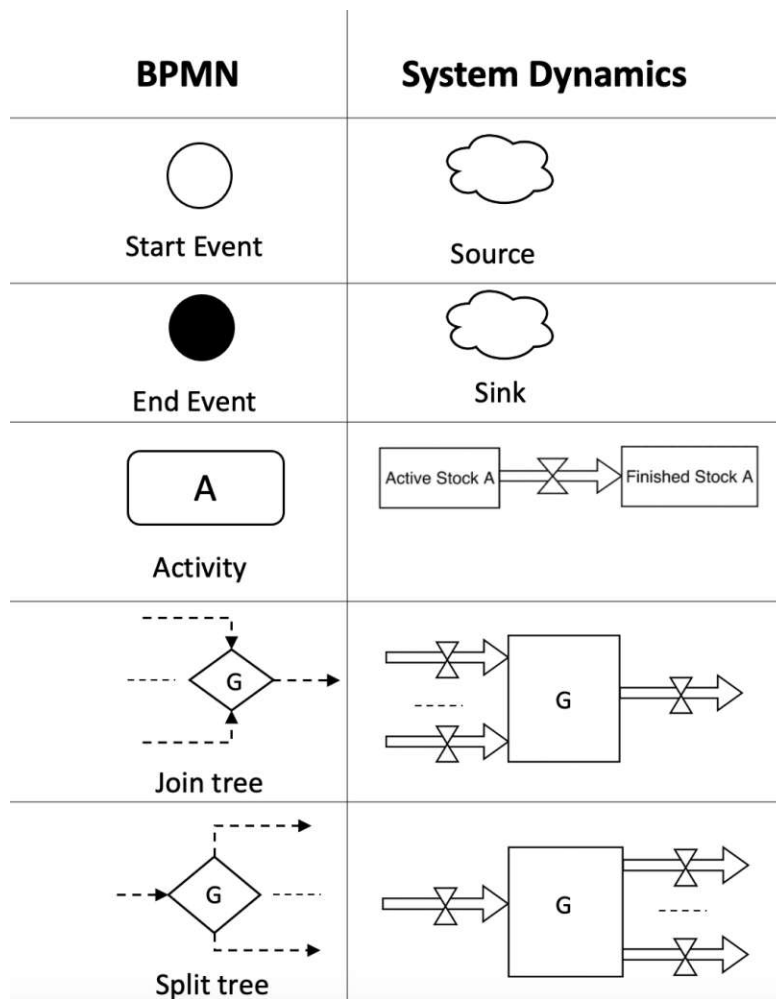 BPMN
System Dynamics
Start Event
Source
End Event
Sink
A
Active Stock A
Finished Stock A
Activity
G
G
Join tree
G
G
Split tree